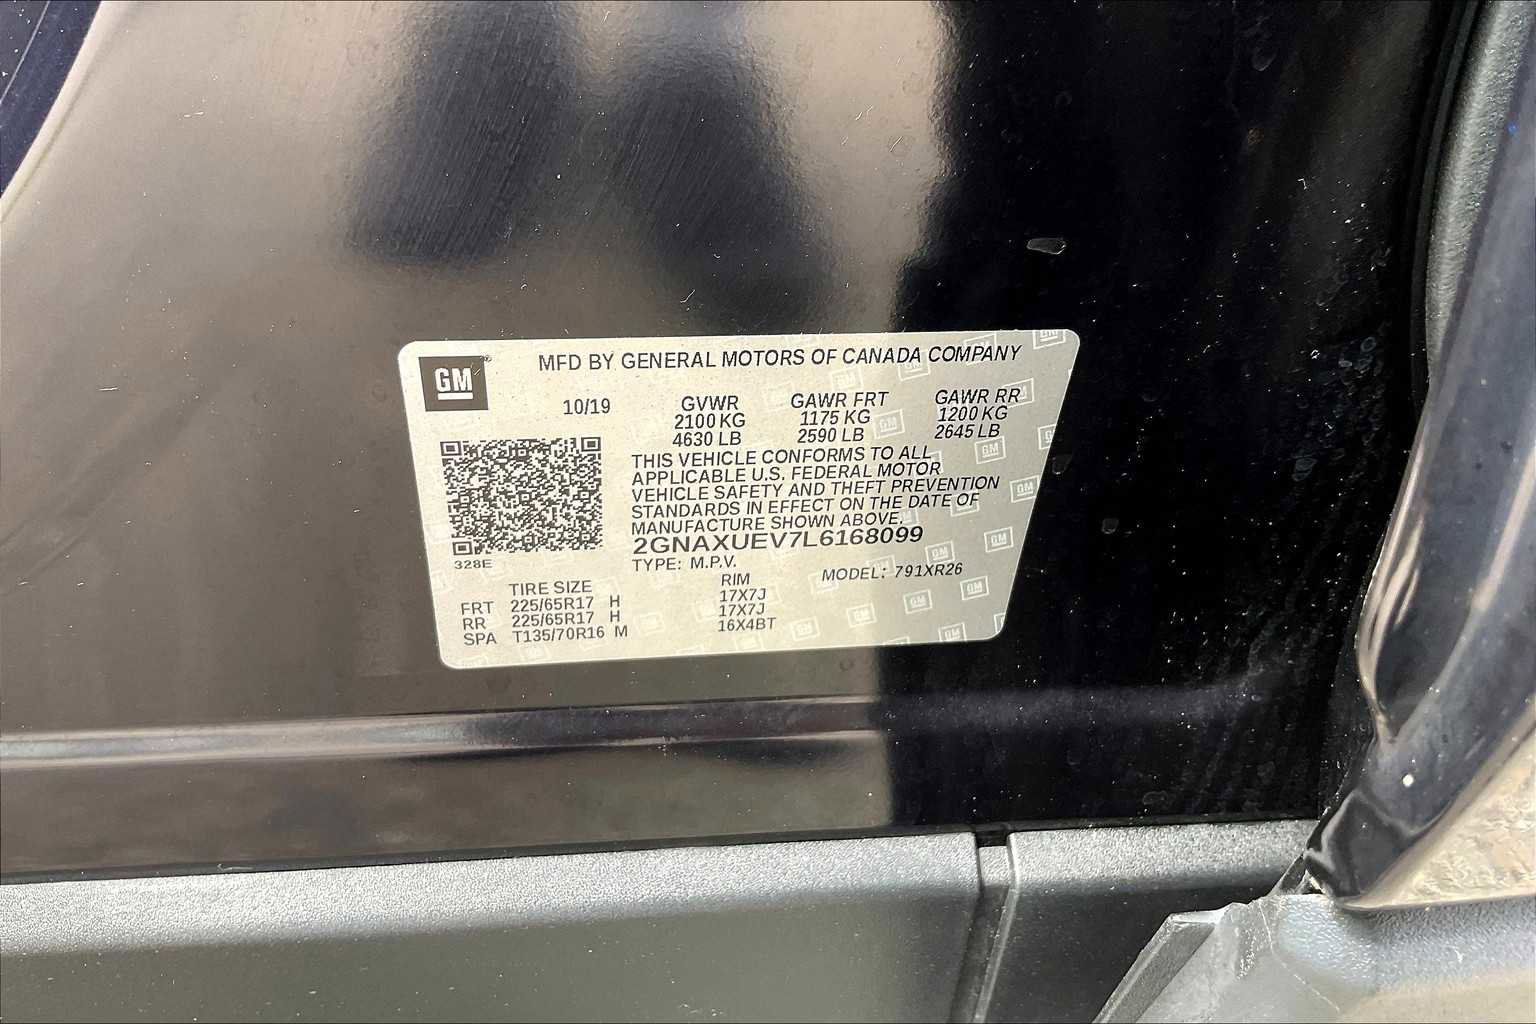 GM
MFD BY GENERAL MOTORS OF CANADA COMPANY
10/19
GVWR GAWR FRT GAWR RR
2100 KG 1175 KG 1200 KG
4630 LB 2590 LB 2645 LB
THIS VEHICLE CONFORMS TO ALL
APPLICABLE U.S. FEDERAL MOTOR
VEHICLE SAFETY AND THEFT PREVENTION
STANDARDS IN EFFECT ON THE DATE OF
MANUFACTURE SHOWN ABOVE.
2GNAXUEV7L6168099
328E
TYPE: M.P.V. MODEL: 791XR26
TIRE SIZE RIM
FRT 225/65R17 H 17X7J
RR 225/65R17 H 17X7J
SPA T135/70R16 M 16X4BT